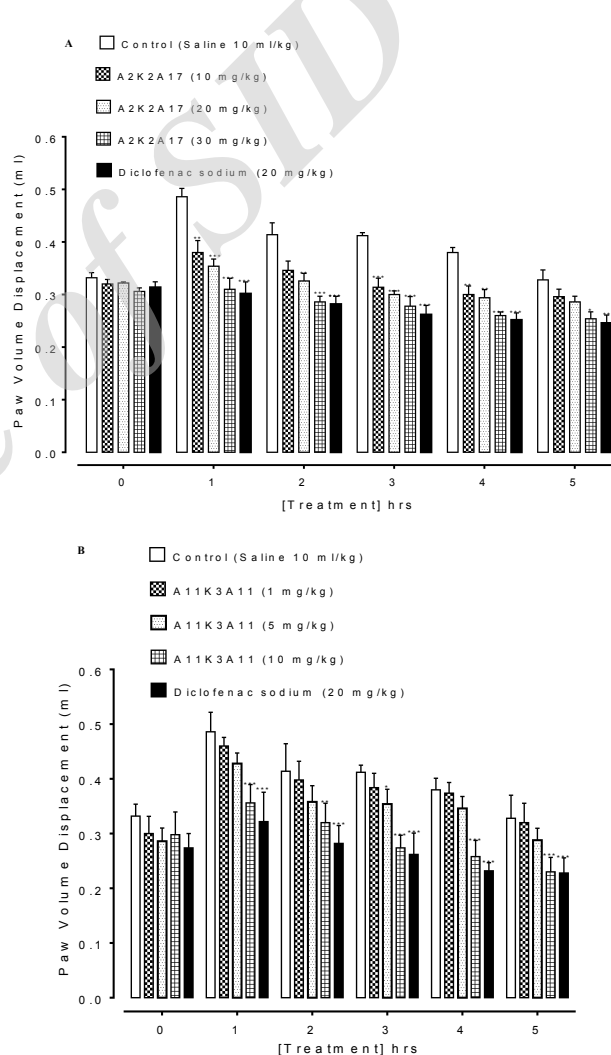 A
Control (Saline 10 ml/kg)
A2K2A17 (10 mg/kg)
A2K2A17 (20 mg/kg)
A2K2A17 (30 mg/kg)
Diclofenac sodium (20 mg/kg)
of SID
Paw Volume Displacement (ml)
0.6
0.5
0.4
0.3
0.2
0.1
0.0
0 1 2 3 4 5
[Treatment] hrs
B
Control (Saline 10 ml/kg)
A11K3A11 (1 mg/kg)
A11K3A11 (5 mg/kg)
A11K3A11 (10 mg/kg)
Diclofenac sodium (20 mg/kg)
Paw Volume Displacement (ml)
0.6
0.5
0.4
0.3
0.2
0.1
0.0
0 1 2 3 4 5
[Treatment] hrs